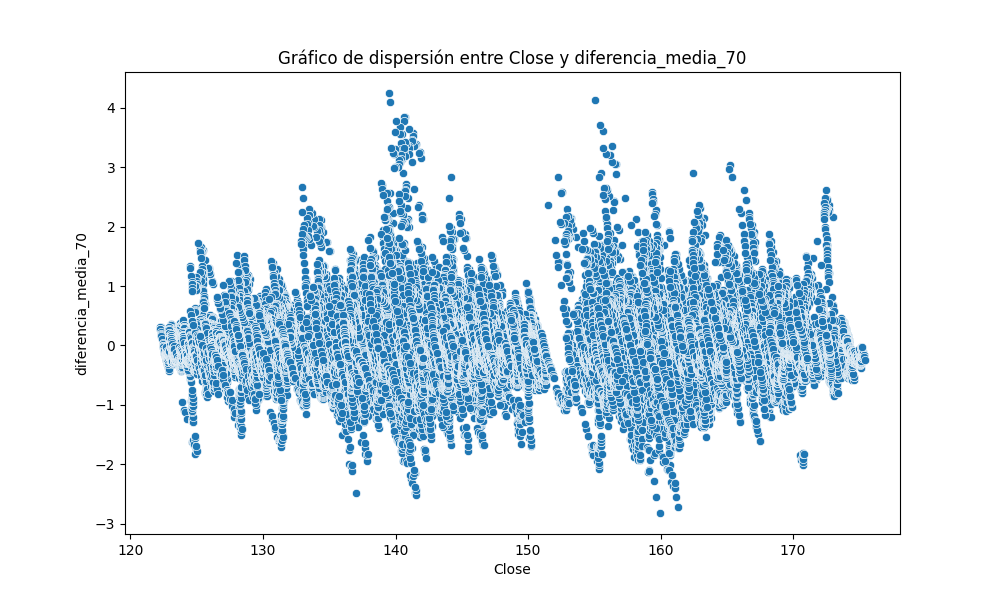 Gráfico de dispersión entre Close y diferencia_media_70
diferencia_media_70
4
3
2
1
0
−1
−2
−3
120 130 140 150 160 170
Close